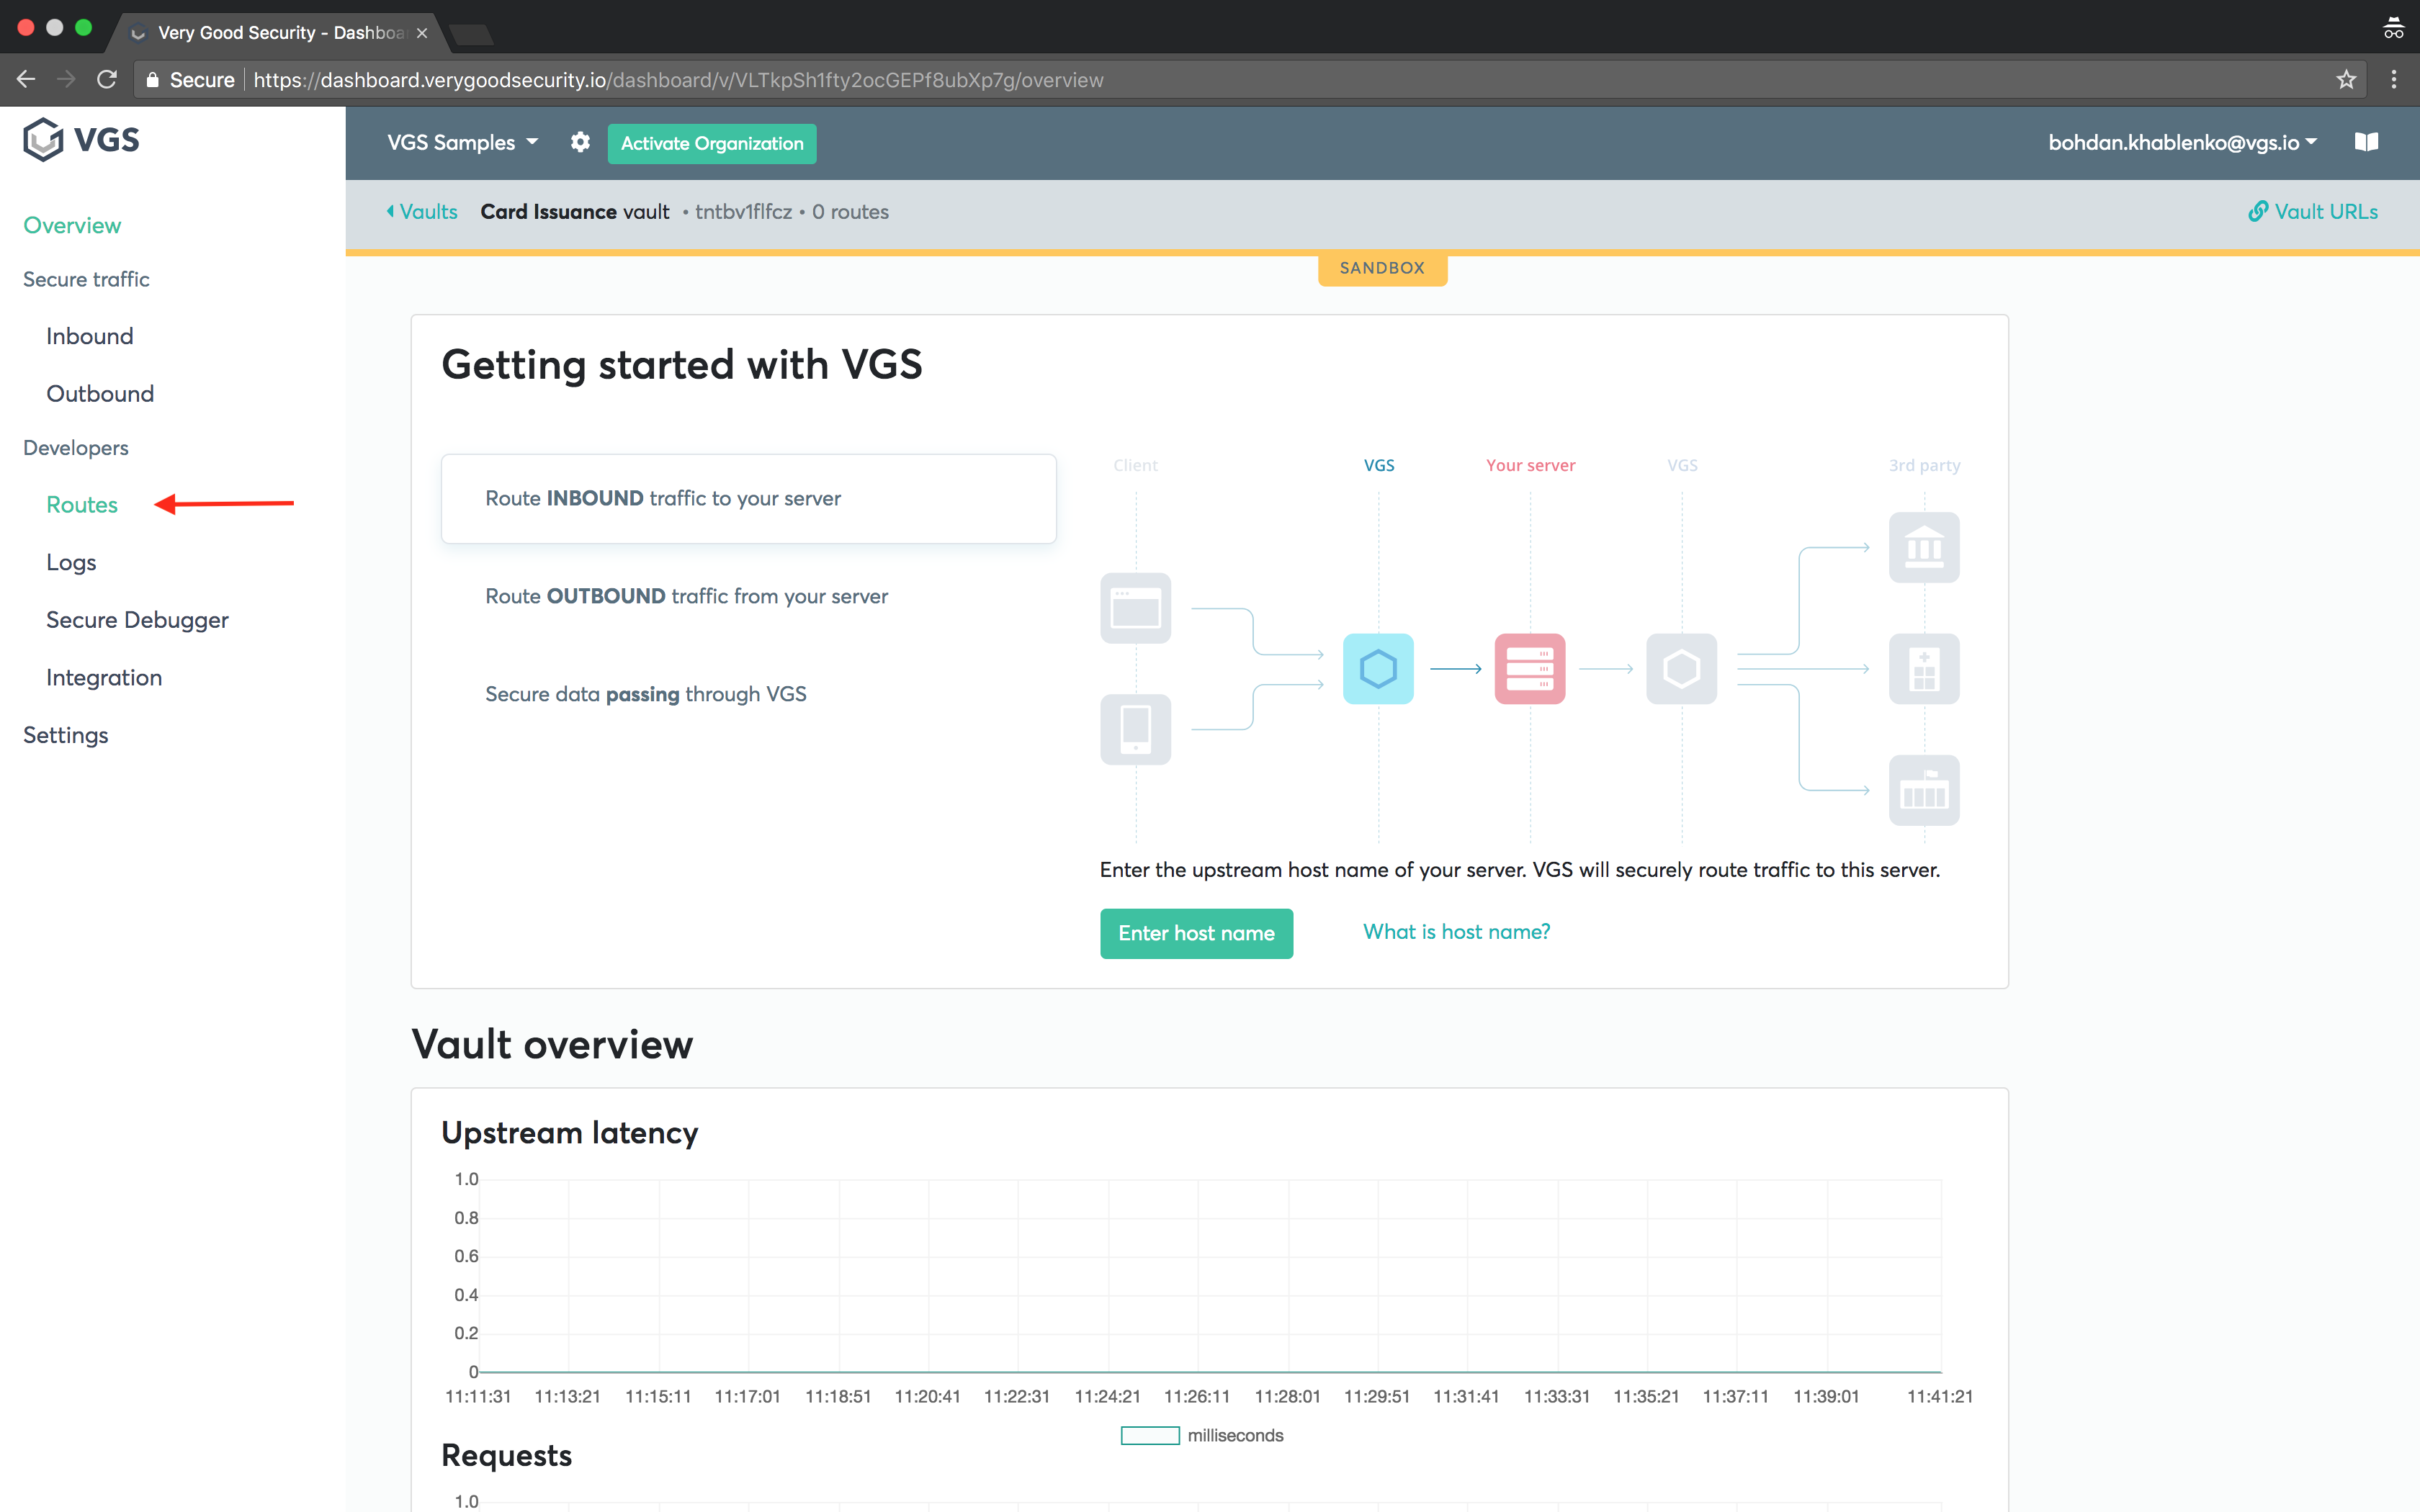 Very Good Security - Dashboa
Secure https://dashboard.verygoodsecurity.io/dashboard/v/VLTkpSh1fty2ocGEPf8ubXp7g/overview
VGS
VGS Samples
Activate Organization
bohdan.khablenko@vgs.io
Vaults Card Issuance vault • tntbv1flfcz • 0 routes
Vault URLs
SANDBOX
Overview
Secure traffic
Inbound
Outbound
Developers
Routes
Logs
Secure Debugger
Integration
Settings
Getting started with VGS
Route INBOUND traffic to your server
Route OUTBOUND traffic from your server
Secure data passing through VGS
Client VGS Your server VGS 3rd party
Enter the upstream host name of your server. VGS will securely route traffic to this server.
Enter host name
What is host name?
Vault overview
Upstream latency
1.0
0.8
0.6
0.4
0.2
0
11:11:31 11:13:21 11:15:11 11:17:01 11:18:51 11:20:41 11:22:31 11:24:21 11:26:11 11:28:01 11:29:51 11:31:41 11:33:31 11:35:21 11:37:11 11:39:01 11:41:21
milliseconds
Requests
1.0